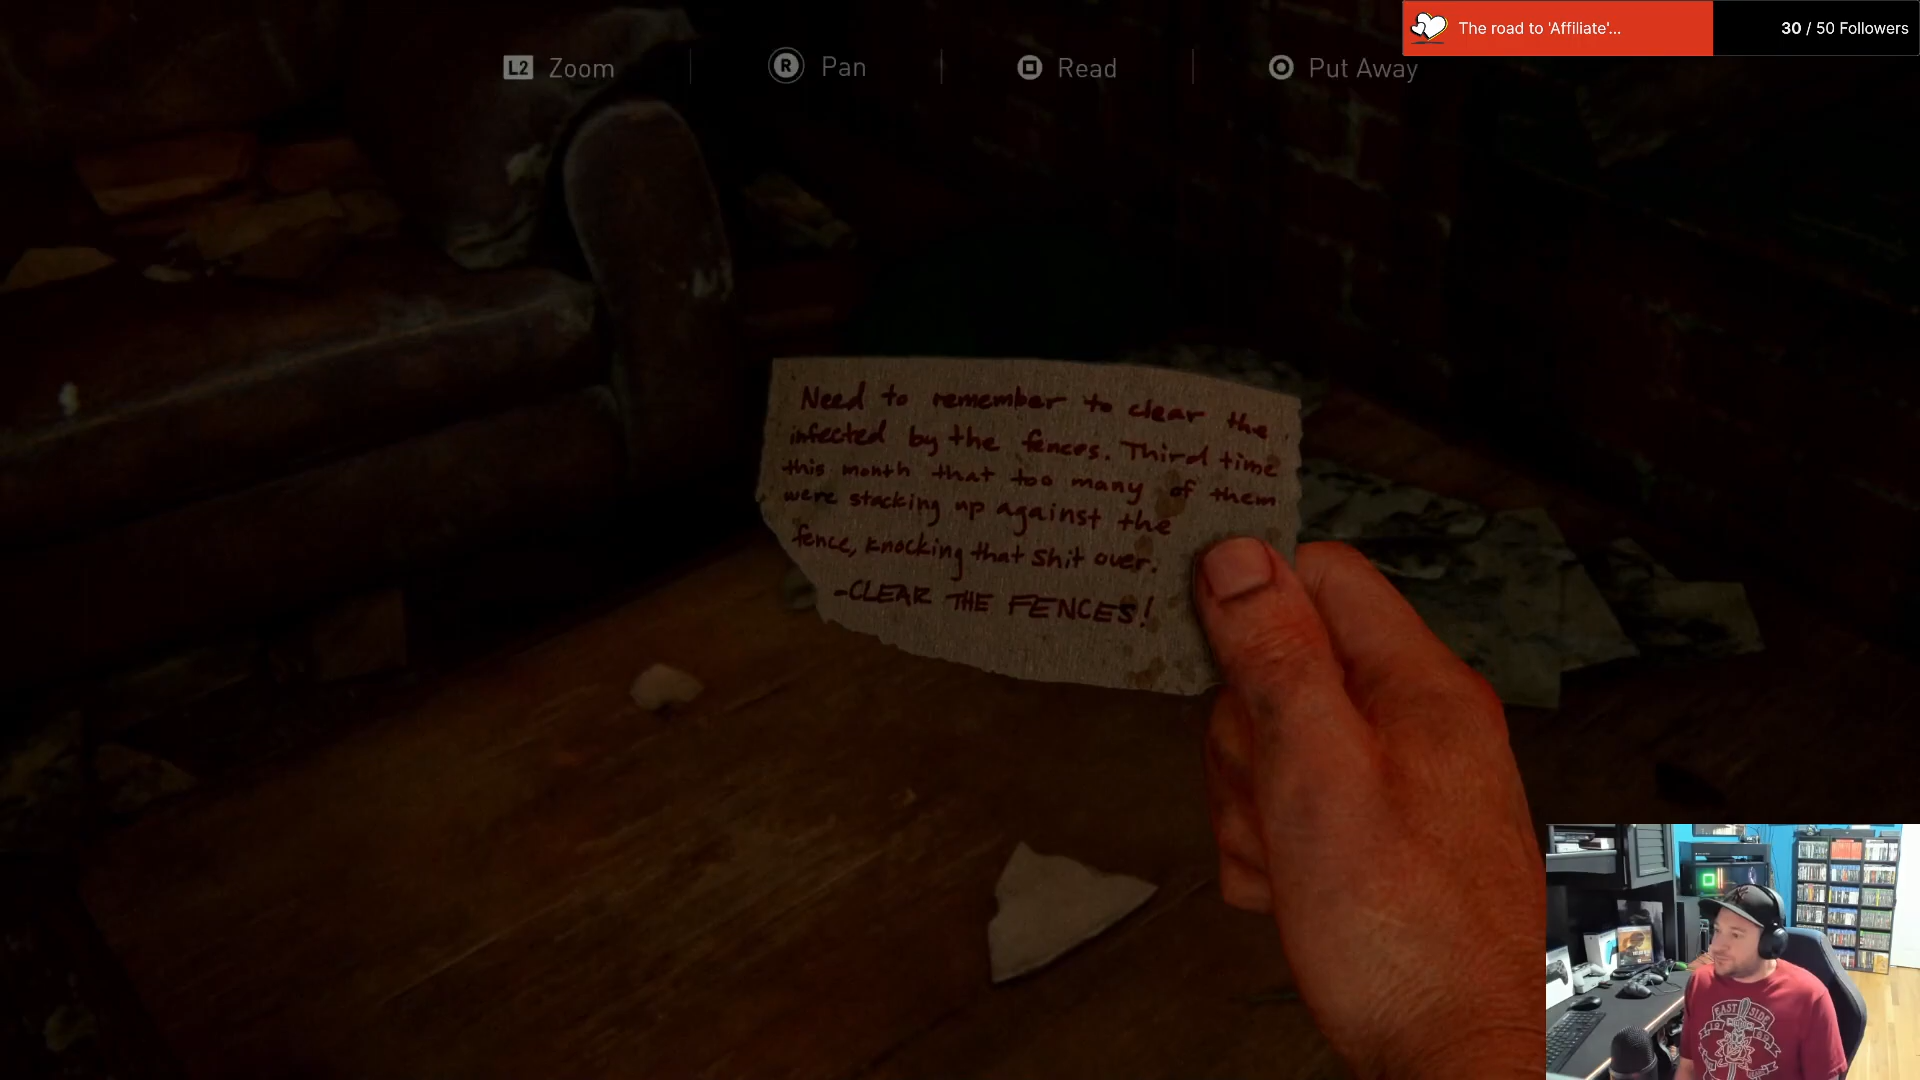 The road to 'Affiliate'...
30 / 50 Followers
L2 Zoom
R Pan
Read
Put Away
Need to remember to clear the
infected by the fences. Third time
this month that too many of them
were stacking up against the
fence, knocking that shit over.
-CLEAR THE FENCES!
EAST
SIDE